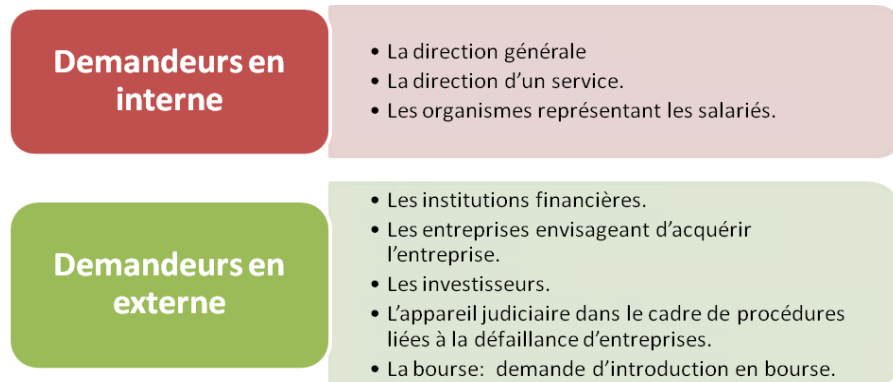 Demandeurs en
interne
• La direction générale
• La direction d'un service.
• Les organismes représentant les salariés.
Demandeurs en
externe
• Les institutions financières.
• Les entreprises envisageant d'acquérir
l'entreprise.
• Les investisseurs.
• L'appareil judiciaire dans le cadre de procédures
liées à la défaillance d'entreprises.
• La bourse: demande d'introduction en bourse.